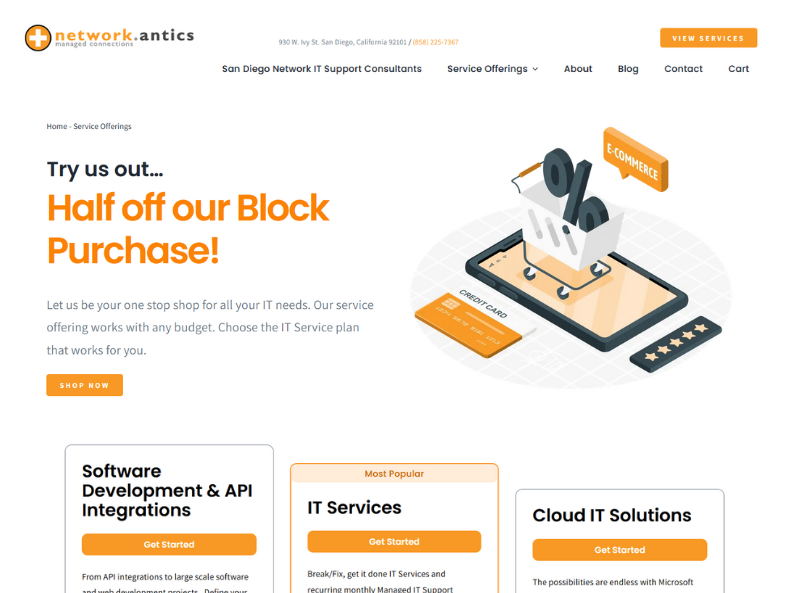 network.antics
managed connections
930 W. Ivy St. San Diego, California 92101 / (858) 225-7367
VIEW SERVICES
San Diego Network IT Support Consultants
Service Offerings
About
Blog
Contact
Cart
Home - Service Offerings
Try us out...
Half off our Block
Purchase!
Let us be your one stop shop for all your IT needs. Our service
offering works with any budget. Choose the IT Service plan
that works for you.
SHOP NOW
E-COMMERCE
%
CREDIT CARD
Software
Development & API
Integrations
Get Started
From API integrations to large scale software
and web development projects. Define your
Most Popular
IT Services
Get Started
Break/Fix, get it done IT Services and
recurring monthly Managed IT Support
Cloud IT Solutions
Get Started
The possibilities are endless with Microsoft